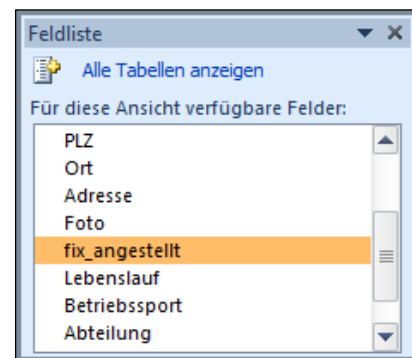 Feldliste
Alle Tabellen anzeigen
Für diese Ansicht verfügbare Felder:
PLZ
Ort
Adresse
Foto
fix_angestellt
Lebenslauf
Betriebssport
Abteilung